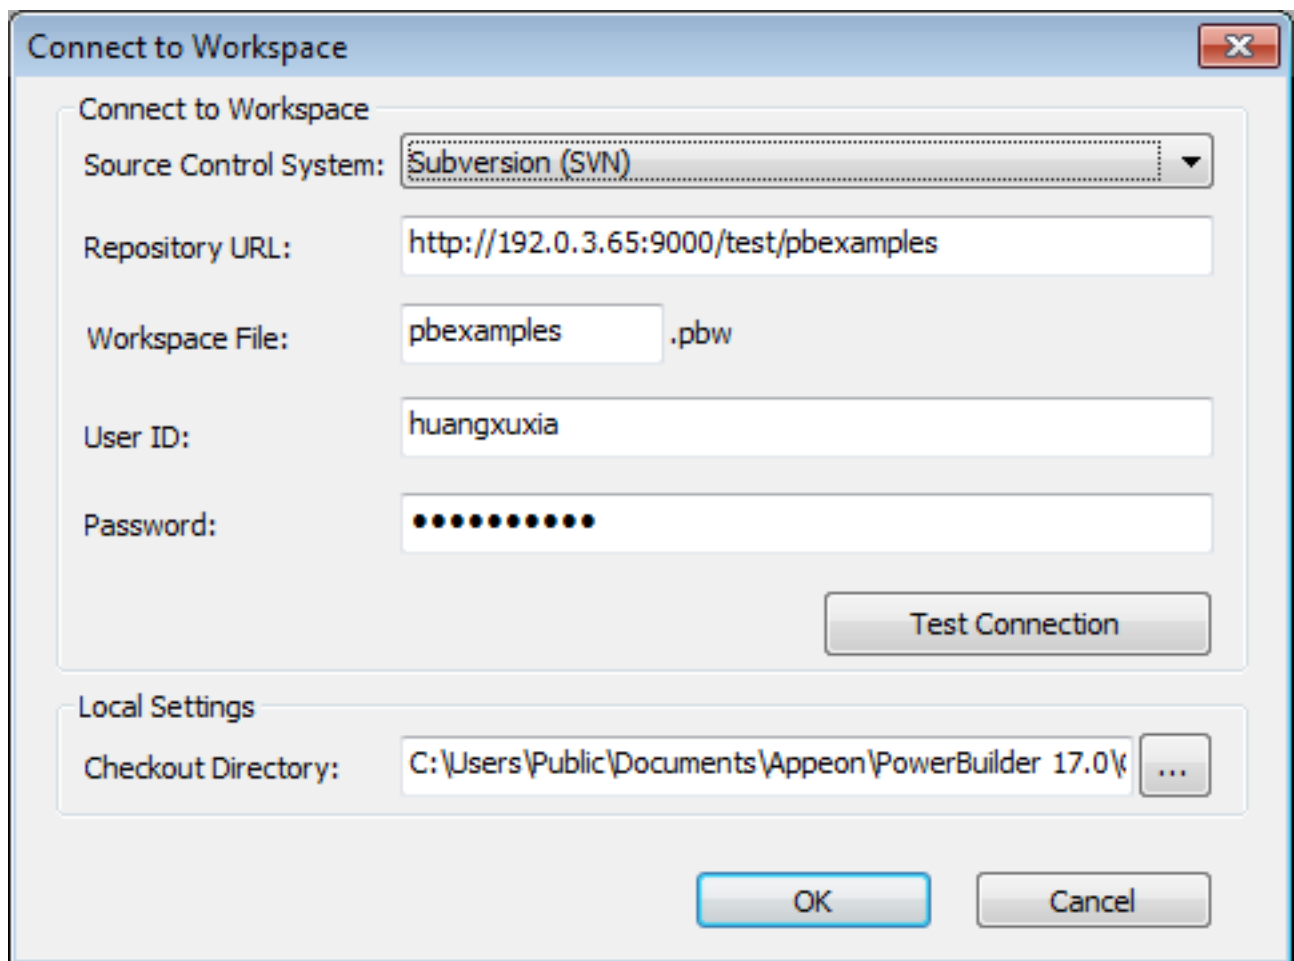 Connect to Workspace
Connect to Workspace
Source Control System: Subversion (SVN)
Repository URL: http://192.0.3.65:9000/test/pbexamples
Workspace File: pbexamples .pbw
User ID: huangxuxia
Password: ••••••••••
Test Connection
Local Settings
Checkout Directory: C:\Users\Public\Documents\Appeon\PowerBuilder 17.0\ ...
OK Cancel